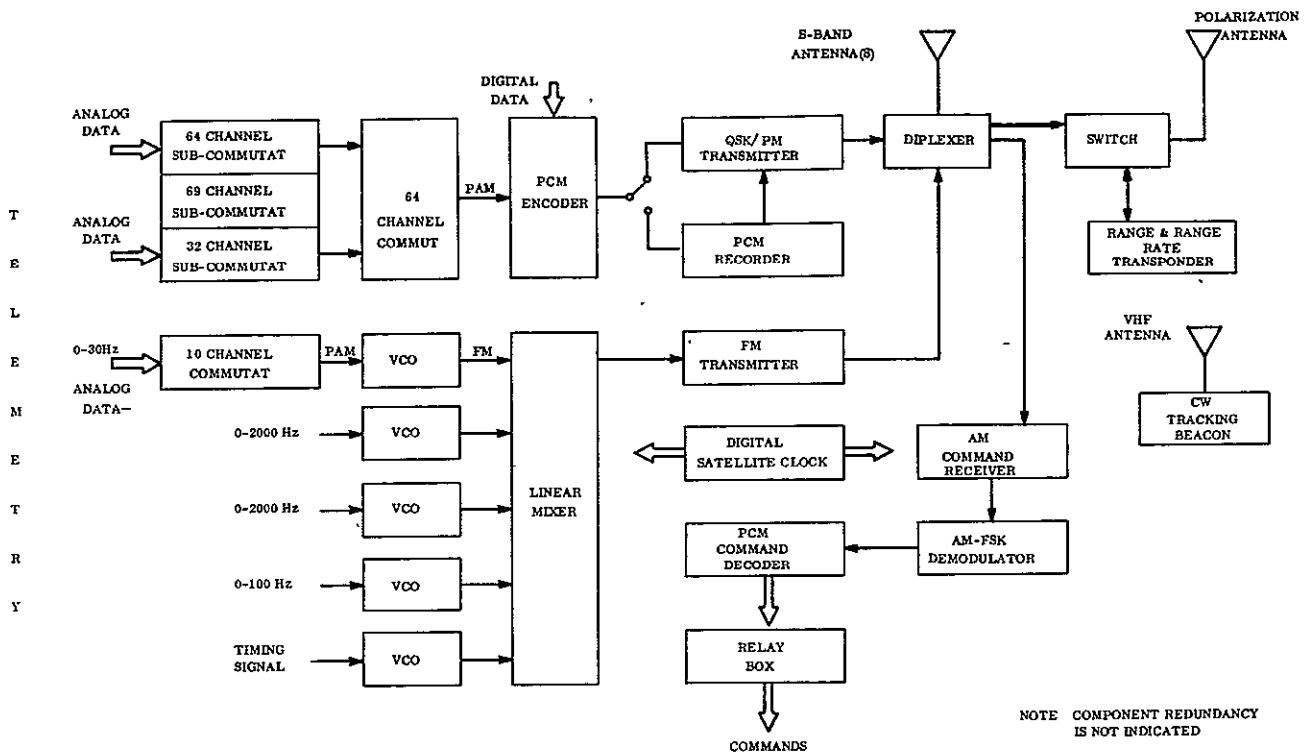 POLARIZATION
ANTENNA
S-BAND
ANTENNA(S)
DIGITAL
DATA
ANALOG
DATA
64 CHANNEL
SUB-COMMUTAT
69 CHANNEL
SUB-COMMUTAT
ANALOG
DATA
32 CHANNEL
SUB-COMMUTAT
64
CHANNEL
COMMUT
PAM
PCM
ENCODER
QSK/PM
TRANSMITTER
PCM
RECORDER
DIPLEXER
SWITCH
RANGE & RANGE
RATE
TRANSPONDER
VHF
ANTENNA
CW
TRACKING
BEACON
TELEMETRY
0-30Hz
ANALOG
DATA—
10 CHANNEL
COMMUTAT
PAM
VCO
FM
0-2000 Hz
VCO
0-2000 Hz
VCO
0-100 Hz
VCO
TIMING
SIGNAL
VCO
LINEAR
MIXER
FM
TRANSMITTER
DIGITAL
SATELLITE CLOCK
AM
COMMAND
RECEIVER
AM-FSK
DEMODULATOR
PCM
COMMAND
DECODER
RELAY
BOX
COMMANDS
NOTE COMPONENT REDUNDANCY
IS NOT INDICATED